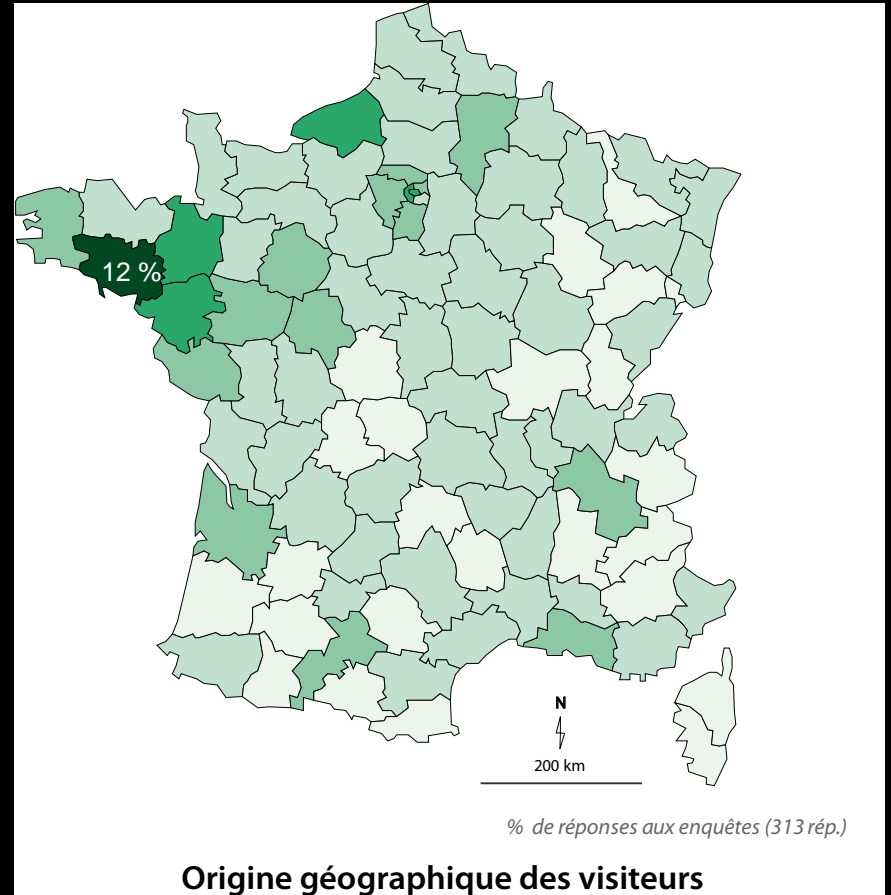 12 %
N
200 km
% de réponses aux enquêtes (313 rép.)
Origine géographique des visiteurs